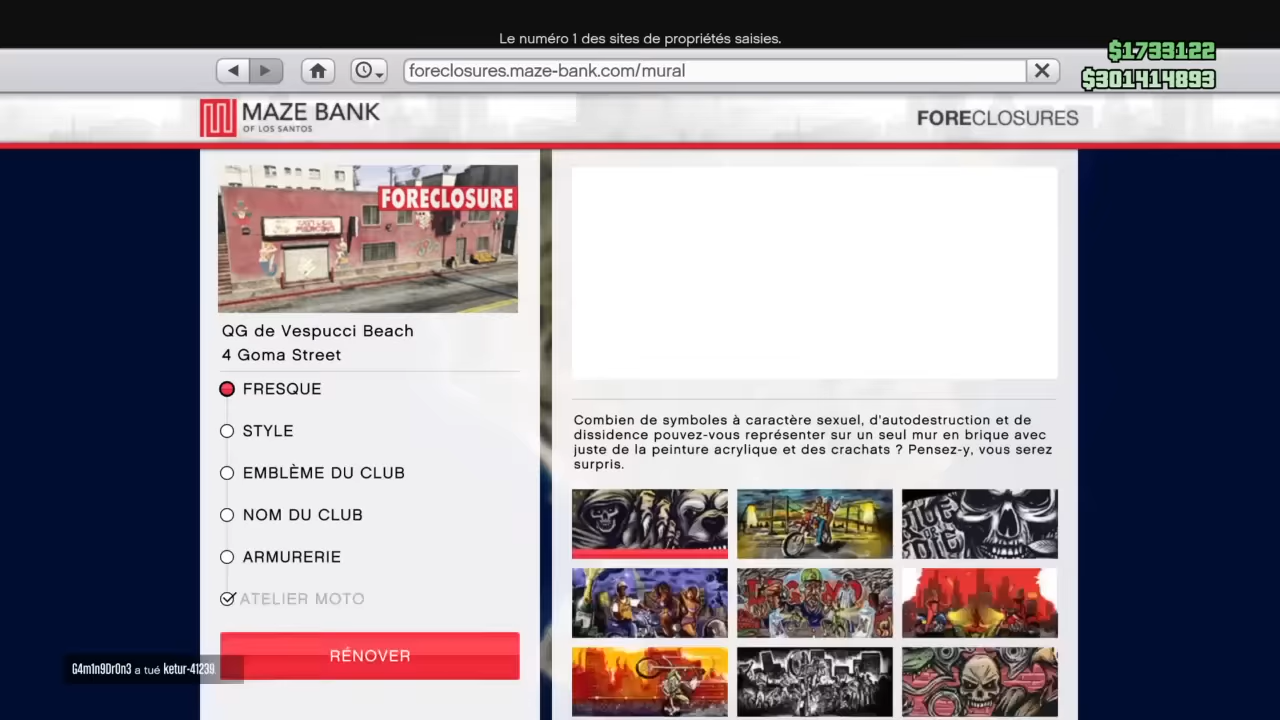 Le numéro 1 des sites de propriétés saisies.
$1733122
foreclosures.maze-bank.com/mural
$301414893
MAZE BANK
OF LOS SANTOS
FORECLOSURES
FORECLOSURE
QG de Vespucci Beach
4 Goma Street
FRESQUE
STYLE
EMBLÈME DU CLUB
NOM DU CLUB
ARMURERIE
ATELIER MOTO
RÉNOVER
G4m1n9Dr0n3 a tué ketur-41239
Combien de symboles à caractère sexuel, d'autodestruction et de
dissidence pouvez-vous représenter sur un seul mur en brique avec
juste de la peinture acrylique et des crachats ? Pensez-y, vous serez
surpris.
RIDE
OR
DIE